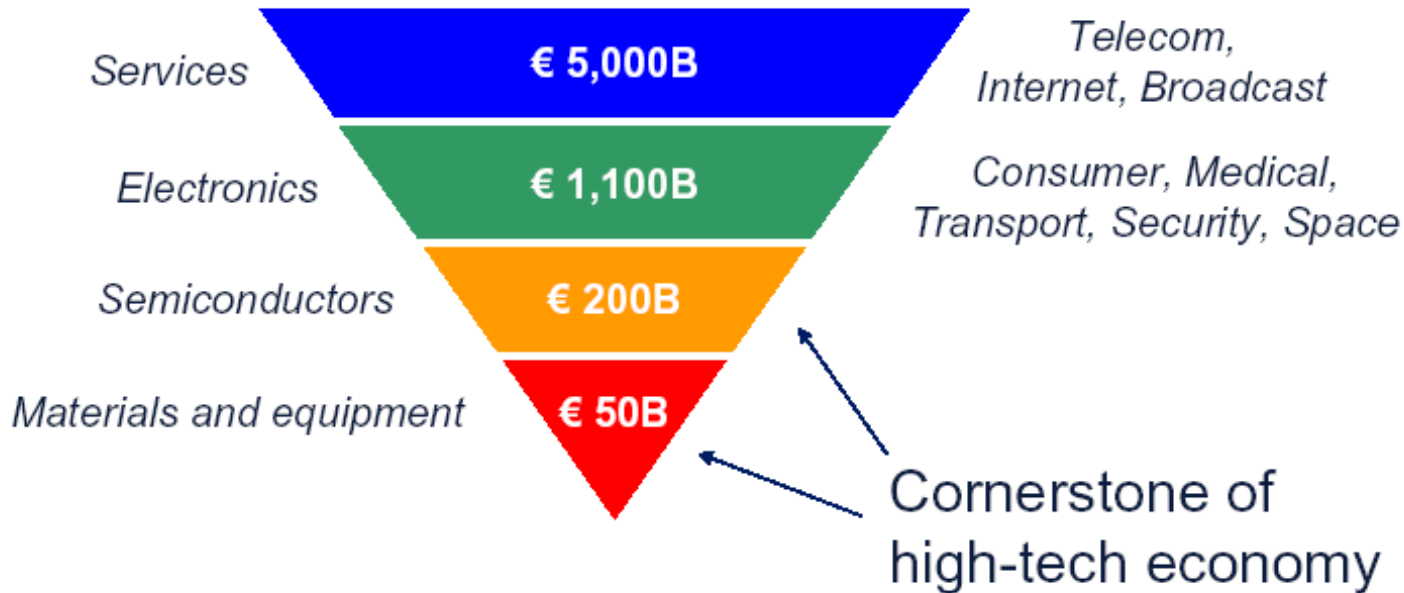 Services
€ 5,000B
Telecom,
Internet, Broadcast
Electronics
€ 1,100B
Consumer, Medical,
Transport, Security, Space
Semiconductors
€ 200B
Materials and equipment
€ 50B
Cornerstone of
high-tech economy